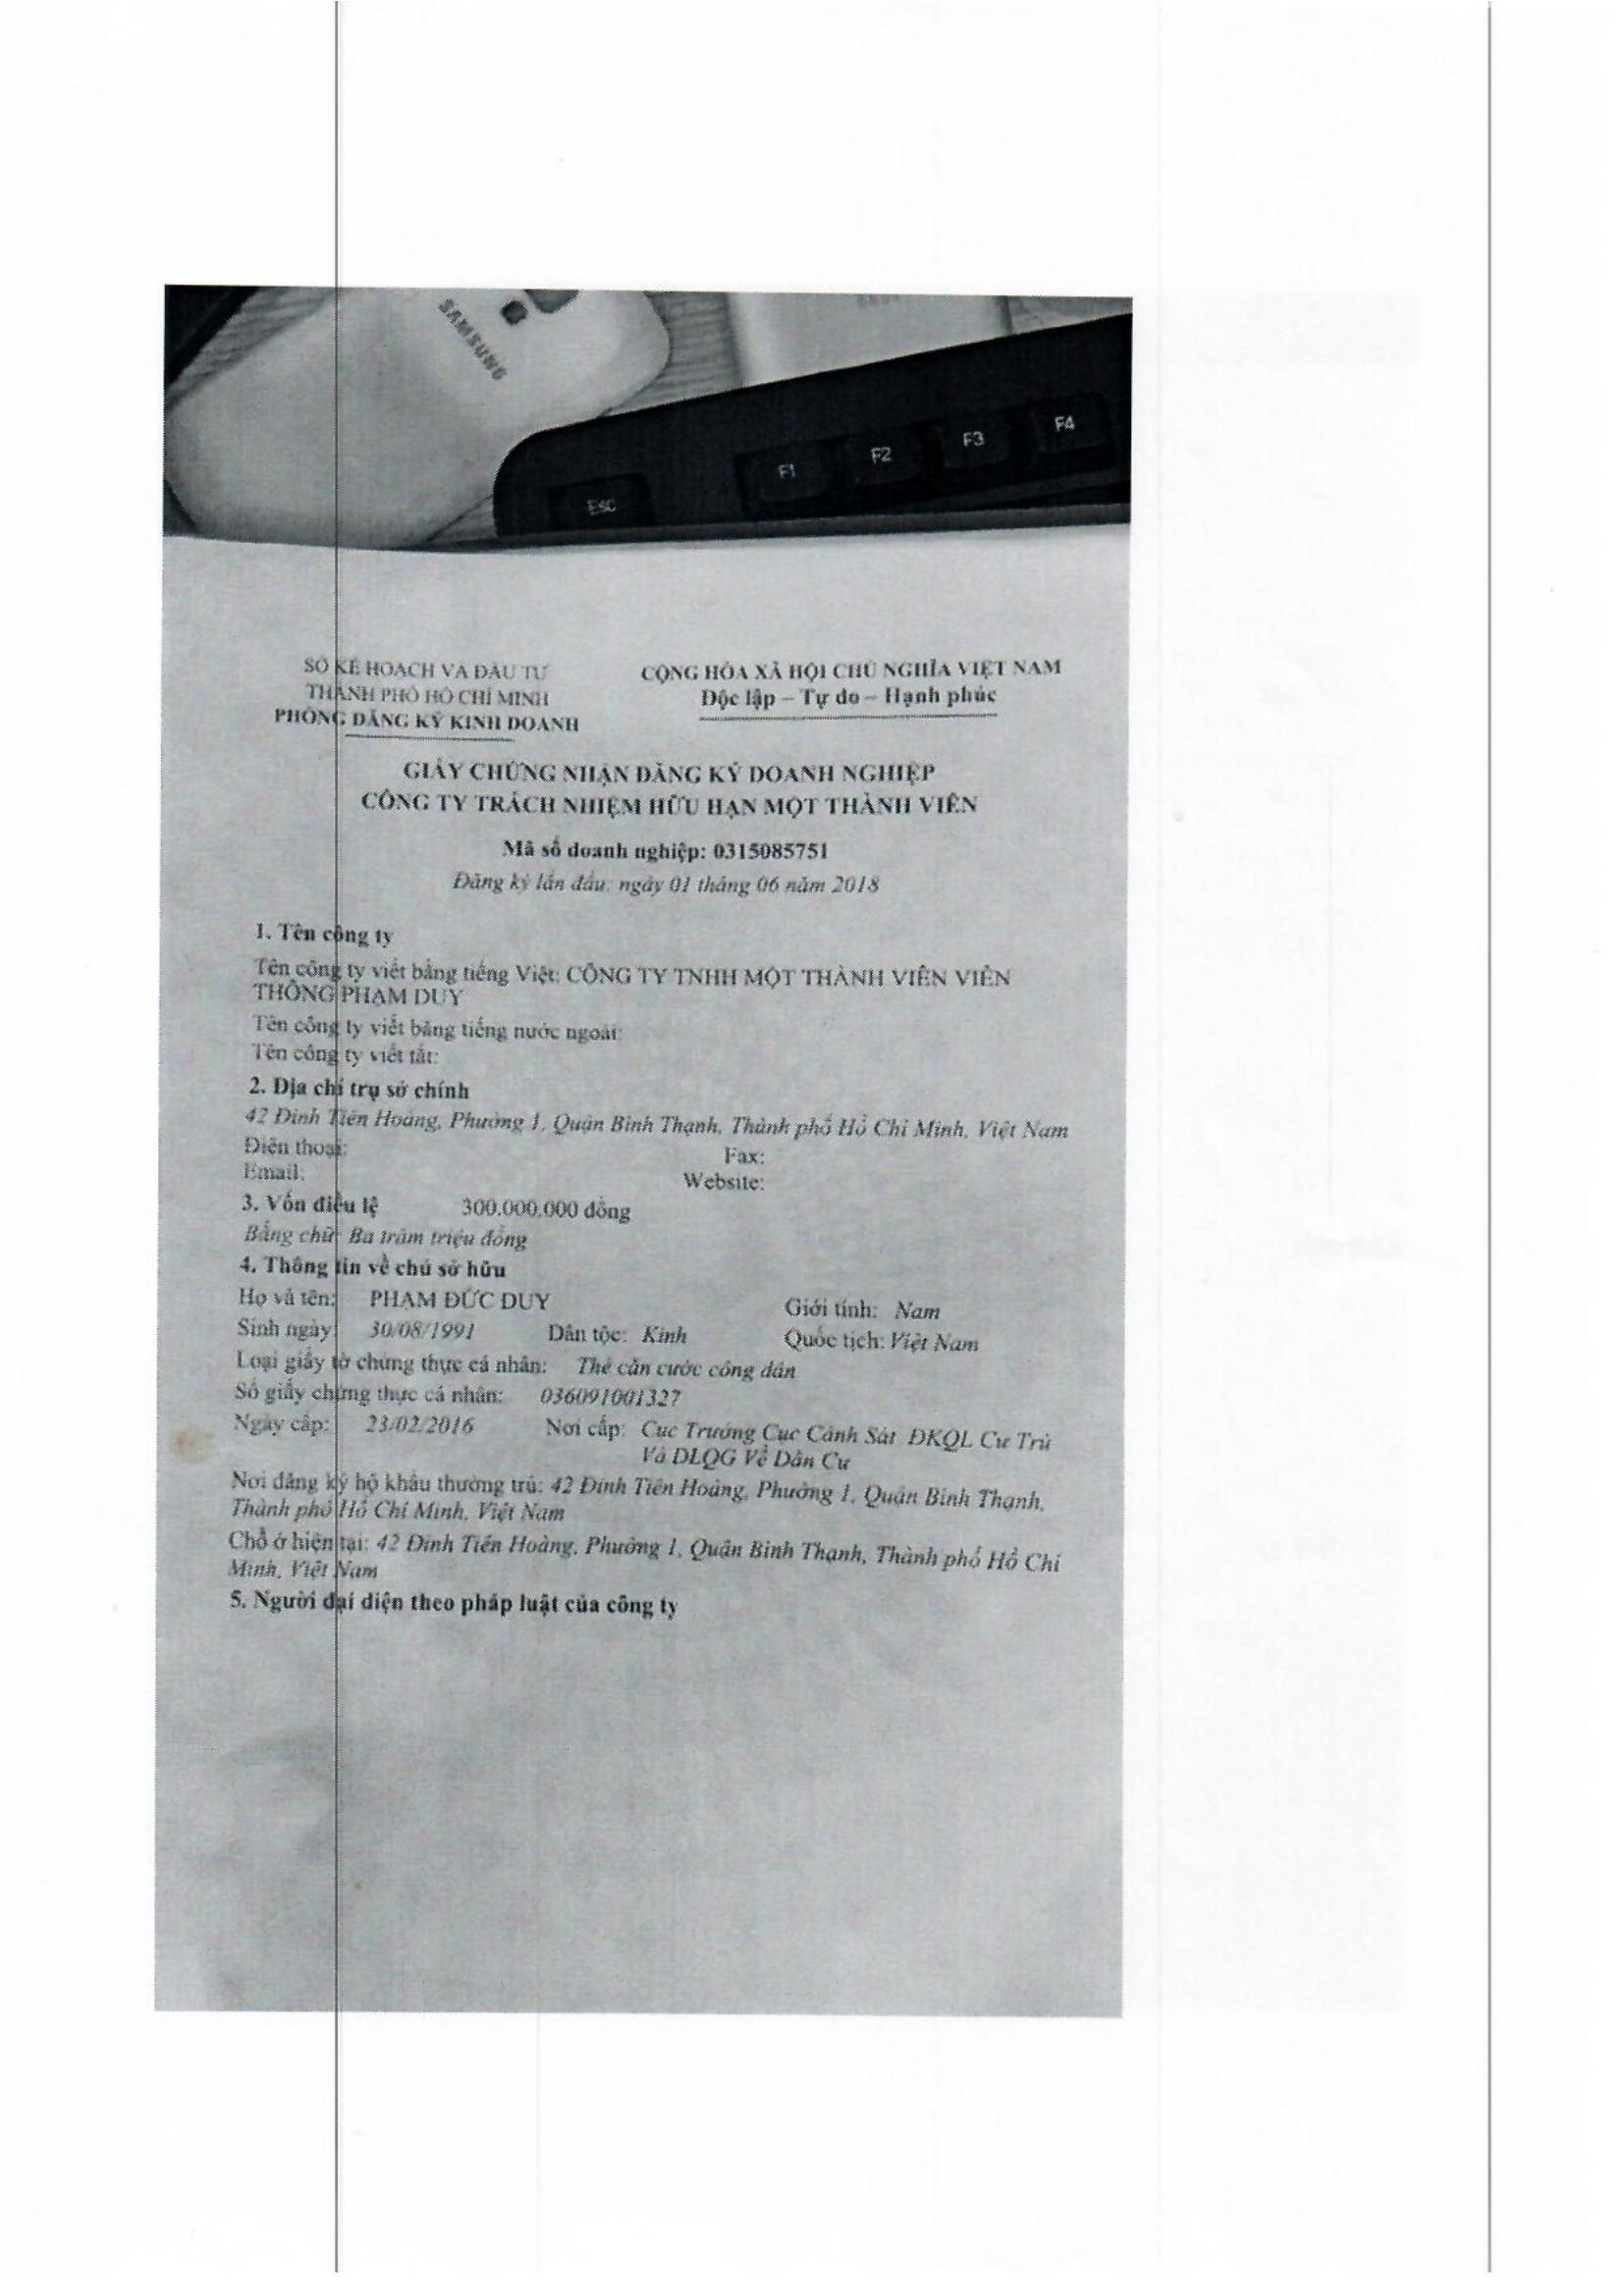 SAMSUNG
ESC F1 F2 F3 F4
SỞ KẾ HOẠCH VÀ ĐẦU TƯ
THÀNH PHỐ HỒ CHÍ MINH
PHÒNG ĐĂNG KÝ KINH DOANH
CỘNG HÒA XÃ HỘI CHỦ NGHĨA VIỆT NAM
Độc lập – Tự do – Hạnh phúc
GIẤY CHỨNG NHẬN ĐĂNG KÝ DOANH NGHIỆP
CÔNG TY TRÁCH NHIỆM HỮU HẠN MỘT THÀNH VIÊN
Mã số doanh nghiệp: 0315085751
Đăng ký lần đầu: ngày 01 tháng 06 năm 2018
1. Tên công ty
Tên công ty viết bằng tiếng Việt: CÔNG TY TNHH MỘT THÀNH VIÊN VIỄN
THÔNG PHẠM DUY
Tên công ty viết bằng tiếng nước ngoài:
Tên công ty viết tắt:
2. Địa chỉ trụ sở chính
42 Đinh Tiên Hoàng, Phường 1, Quận Bình Thạnh, Thành phố Hồ Chí Minh, Việt Nam
Điện thoại: Fax:
Email: Website:
3. Vốn điều lệ 300.000.000 đồng
Bằng chữ: Ba trăm triệu đồng
4. Thông tin về chủ sở hữu
Họ và tên: PHẠM ĐỨC DUY Giới tính: Nam
Sinh ngày: 30/08/1991 Dân tộc: Kinh Quốc tịch: Việt Nam
Loại giấy tờ chứng thực cá nhân: Thẻ căn cước công dân
Số giấy chứng thực cá nhân: 036091001327
Ngày cấp: 23/02/2016 Nơi cấp: Cục Trưởng Cục Cảnh Sát ĐKQL Cư Trú
Và DLQG Về Dân Cư
Nơi đăng ký hộ khẩu thường trú: 42 Đinh Tiên Hoàng, Phường 1, Quận Bình Thạnh,
Thành phố Hồ Chí Minh, Việt Nam
Chỗ ở hiện tại: 42 Đinh Tiên Hoàng, Phường 1, Quận Bình Thạnh, Thành phố Hồ Chí
Minh, Việt Nam
5. Người đại diện theo pháp luật của công ty